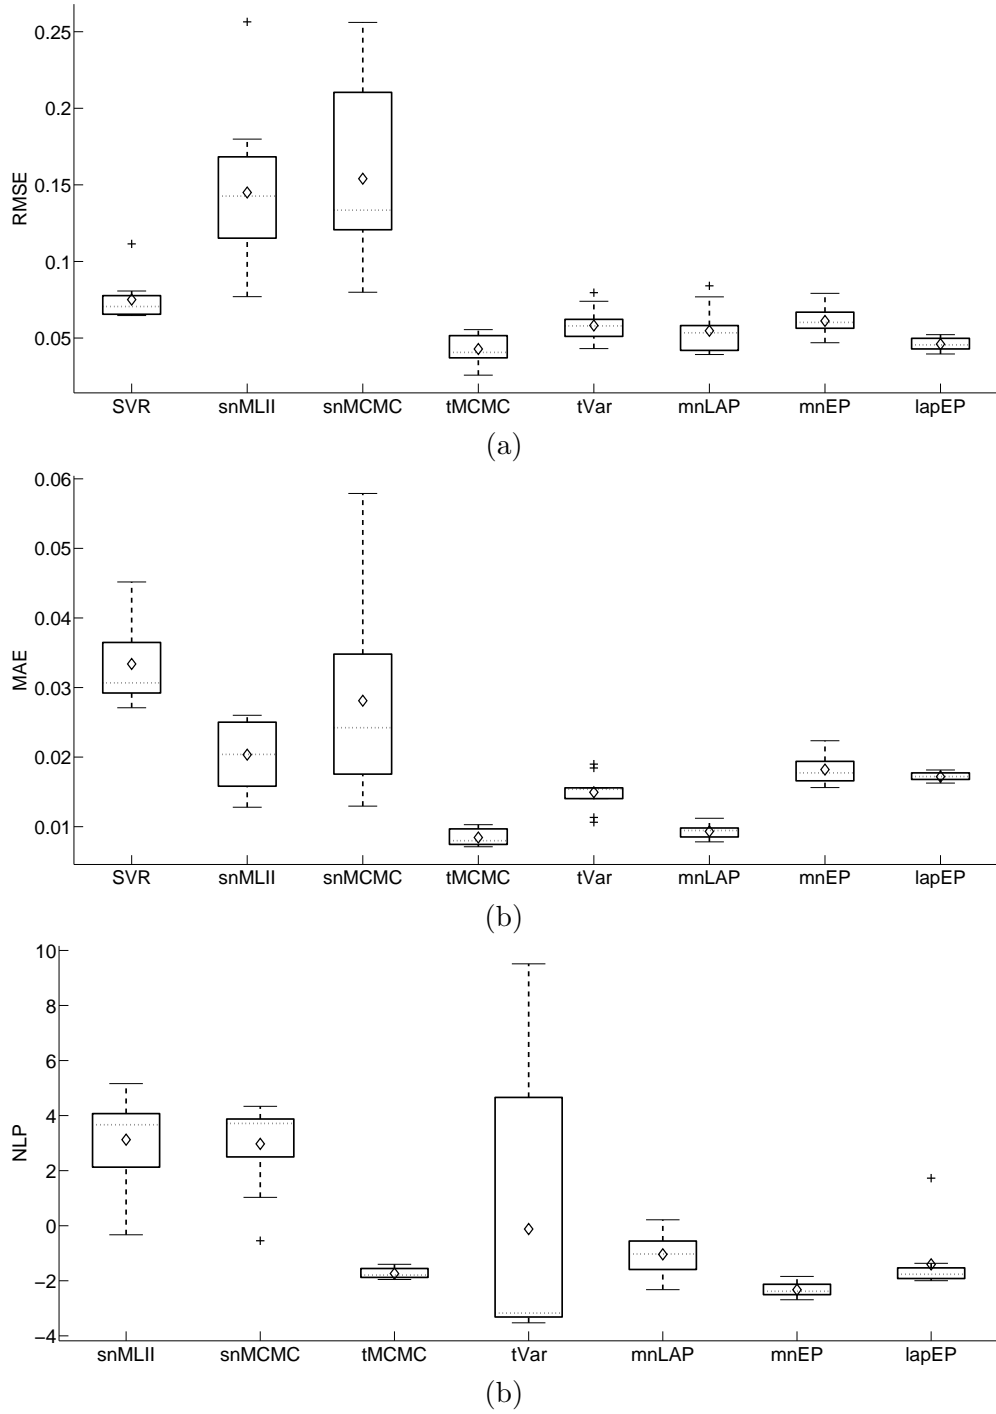 0.25
0.2
0.15
0.1
0.05
RMSE
SVR snMLII snMCMC tMCMC tVar mnLAP mnEP lapEP
(a)
0.06
0.05
0.04
0.03
0.02
0.01
MAE
SVR snMLII snMCMC tMCMC tVar mnLAP mnEP lapEP
(b)
10
8
6
4
2
0
−2
−4
NLP
snMLII snMCMC tMCMC tVar mnLAP mnEP lapEP
(b)